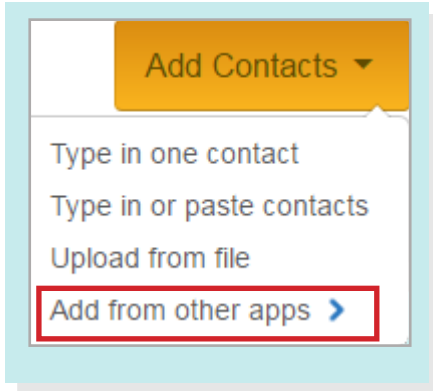 Add Contacts
Type in one contact
Type in or paste contacts
Upload from file
Add from other apps